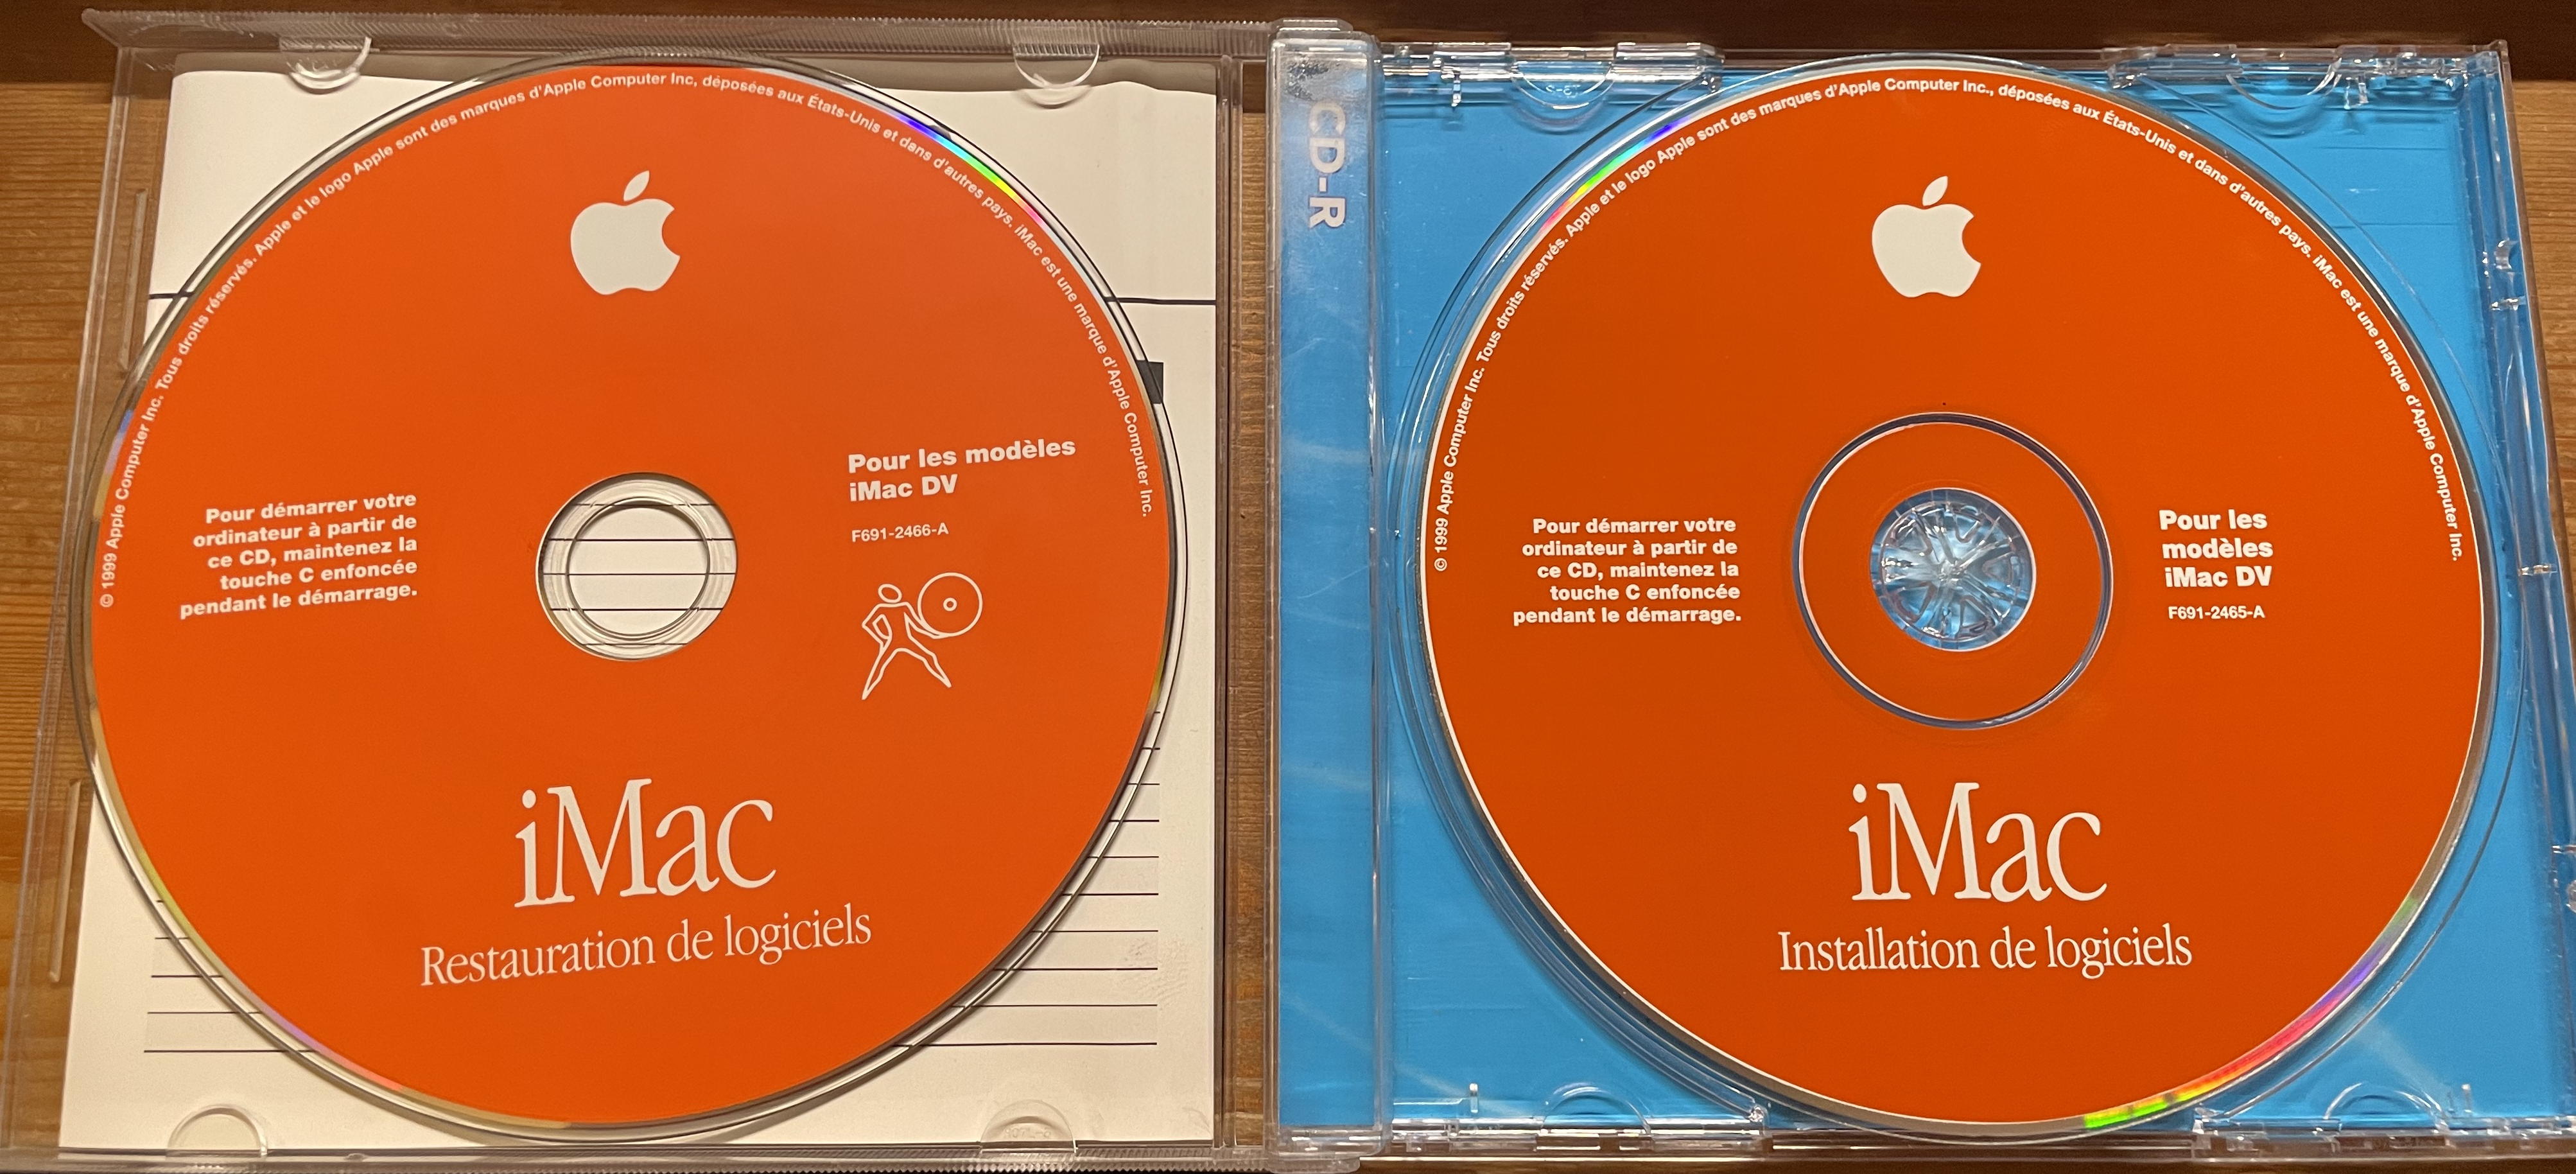 © 1999 Apple Computer Inc. Tous droits réservés. Apple et le logo Apple sont des marques d'Apple Computer Inc, déposées aux États-Unis et dans d'autres pays. iMac est une marque d'Apple Computer Inc.
Pour démarrer votre
ordinateur à partir de
ce CD, maintenez la
touche C enfoncée
pendant le démarrage.
Pour les modèles
iMac DV
F691-2466-A
iMac
Restauration de logiciels
CD-R
© 1999 Apple Computer Inc. Tous droits réservés. Apple et le logo Apple sont des marques d'Apple Computer Inc., déposées aux États-Unis et dans d'autres pays. iMac est une marque d'Apple Computer Inc.
Pour démarrer votre
ordinateur à partir de
ce CD, maintenez la
touche C enfoncée
pendant le démarrage.
Pour les
modèles
iMac DV
F691-2465-A
iMac
Installation de logiciels